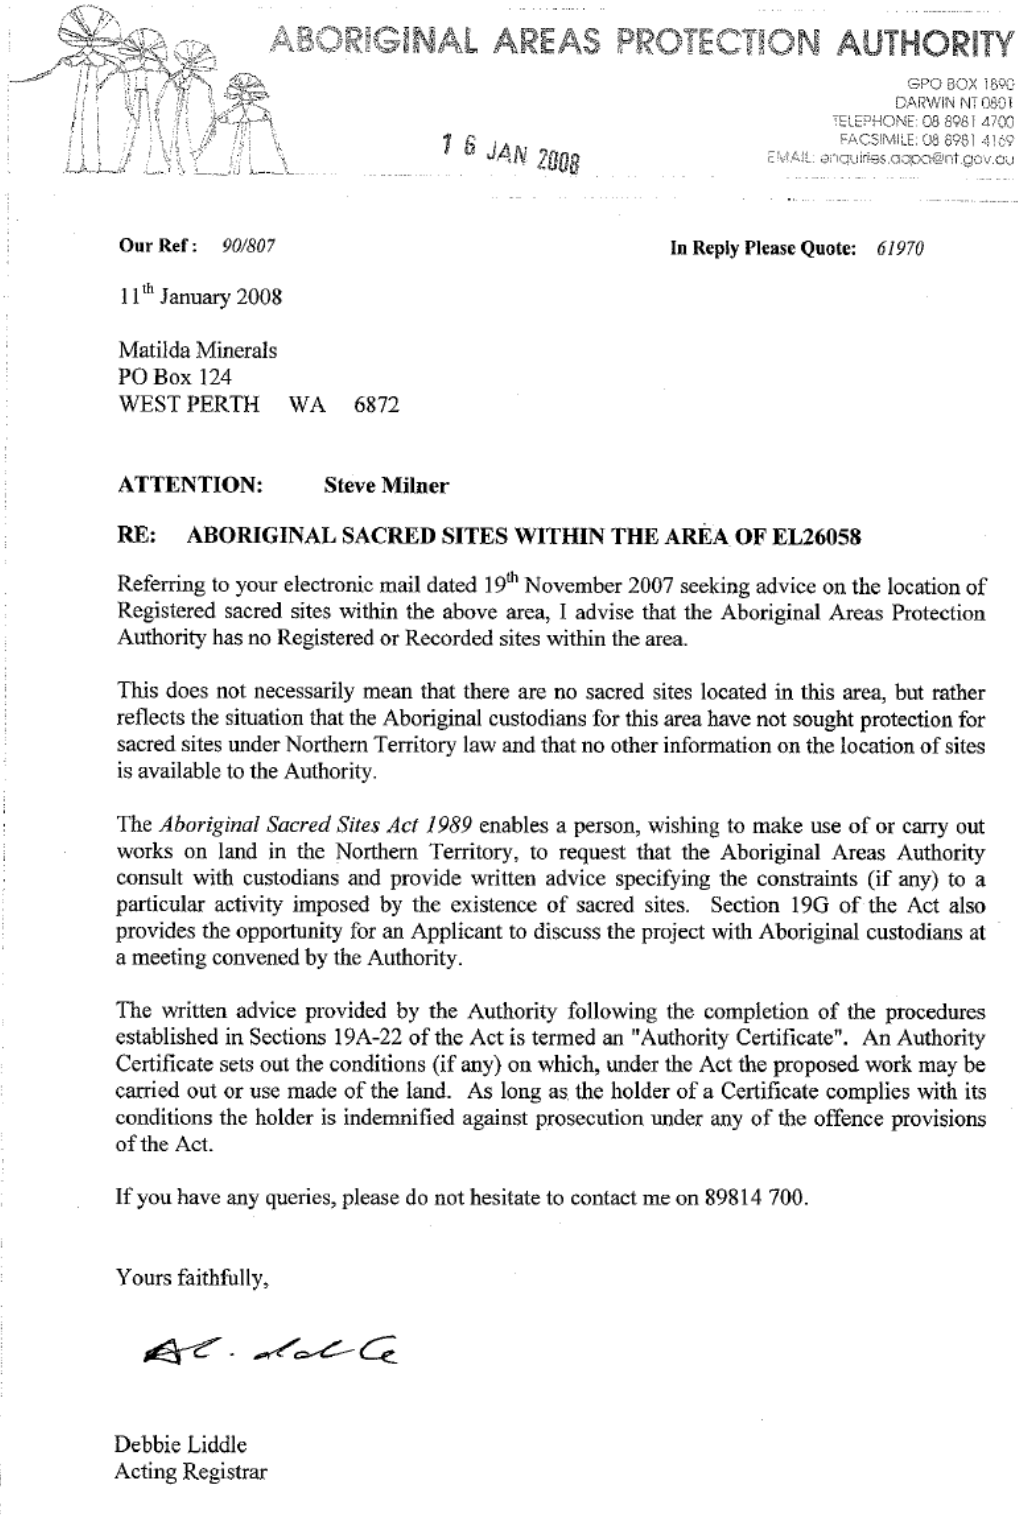 ABORIGINAL AREAS PROTECTION AUTHORITY
GPO BOX 1890
DARWIN NT 0801
TELEPHONE: 08 8981 4700
FACSIMILE: 08 8981 4169
EMAIL: enquiries.aapa@nt.gov.au
16 JAN 2008
Our Ref : 90/807 In Reply Please Quote: 61970
11th January 2008
Matilda Minerals
PO Box 124
WEST PERTH WA 6872
ATTENTION: Steve Milner
RE: ABORIGINAL SACRED SITES WITHIN THE AREA OF EL26058
Referring to your electronic mail dated 19th November 2007 seeking advice on the location of
Registered sacred sites within the above area, I advise that the Aboriginal Areas Protection
Authority has no Registered or Recorded sites within the area.
This does not necessarily mean that there are no sacred sites located in this area, but rather
reflects the situation that the Aboriginal custodians for this area have not sought protection for
sacred sites under Northern Territory law and that no other information on the location of sites
is available to the Authority.
The Aboriginal Sacred Sites Act 1989 enables a person, wishing to make use of or carry out
works on land in the Northern Territory, to request that the Aboriginal Areas Authority
consult with custodians and provide written advice specifying the constraints (if any) to a
particular activity imposed by the existence of sacred sites. Section 19G of the Act also
provides the opportunity for an Applicant to discuss the project with Aboriginal custodians at
a meeting convened by the Authority.
The written advice provided by the Authority following the completion of the procedures
established in Sections 19A-22 of the Act is termed an "Authority Certificate". An Authority
Certificate sets out the conditions (if any) on which, under the Act the proposed work may be
carried out or use made of the land. As long as the holder of a Certificate complies with its
conditions the holder is indemnified against prosecution under any of the offence provisions
of the Act.
If you have any queries, please do not hesitate to contact me on 89814 700.
Yours faithfully,
Debbie Liddle
Acting Registrar